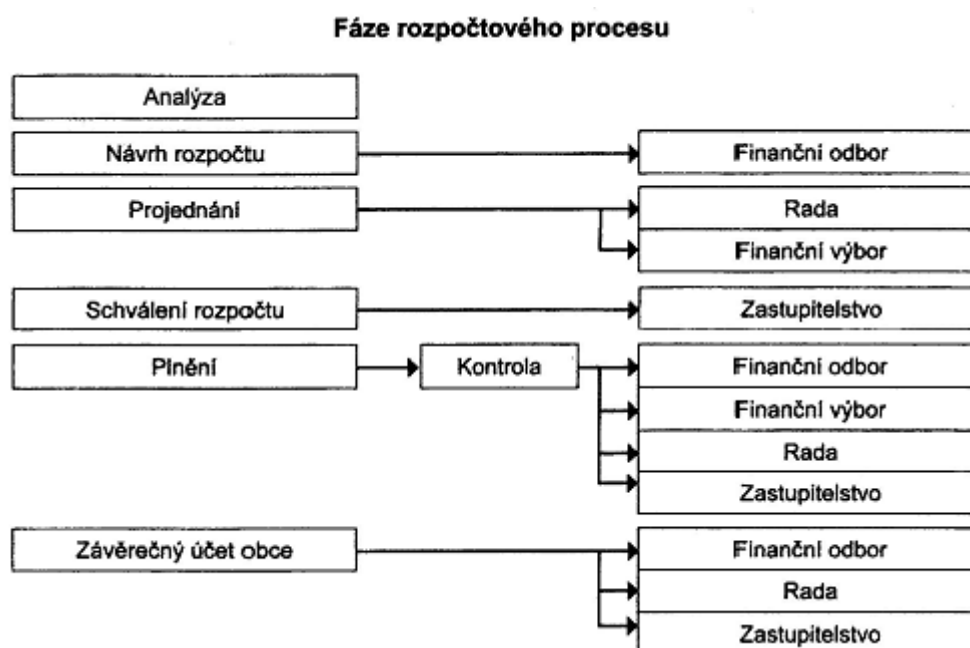 Fáze rozpočtového procesu
Analýza
Návrh rozpočtu
Finanční odbor
Projednání
Rada
Finanční výbor
Schválení rozpočtu
Zastupitelstvo
Plnění
Kontrola
Finanční odbor
Finanční výbor
Rada
Zastupitelstvo
Závěrečný účet obce
Finanční odbor
Rada
Zastupitelstvo